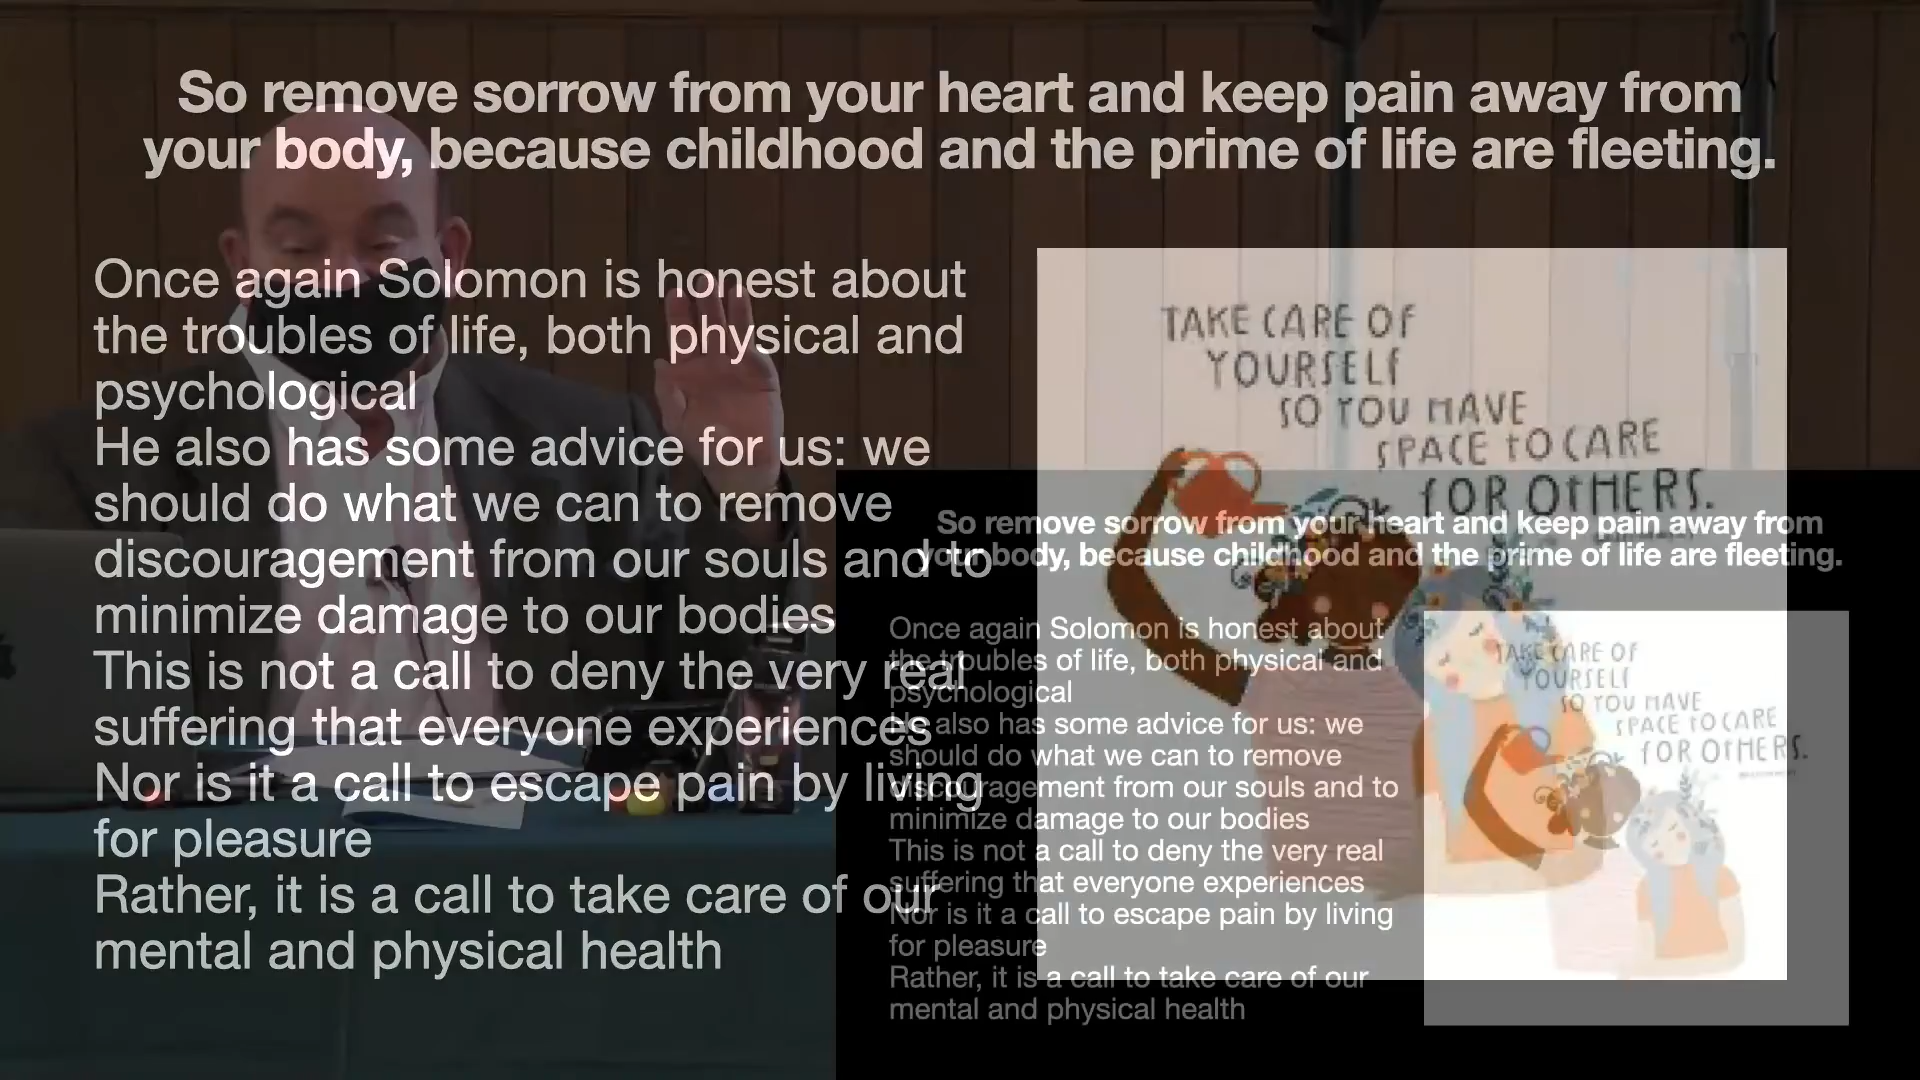 So remove sorrow from your heart and keep pain away from
your body, because childhood and the prime of life are fleeting.
Once again Solomon is honest about
the troubles of life, both physical and
psychological
He also has some advice for us: we
should do what we can to remove
discouragement from our souls and to
minimize damage to our bodies
This is not a call to deny the very real
suffering that everyone experiences
Nor is it a call to escape pain by living
for pleasure
Rather, it is a call to take care of our
mental and physical health
TAKE CARE OF
YOURSELF
SO YOU HAVE
SPACE TO CARE
FOR OTHERS.
So remove sorrow from your heart and keep pain away from
your body, because childhood and the prime of life are fleeting.
Once again Solomon is honest about
the troubles of life, both physical and
psychological
He also has some advice for us: we
should do what we can to remove
discouragement from our souls and to
minimize damage to our bodies
This is not a call to deny the very real
suffering that everyone experiences
Nor is it a call to escape pain by living
for pleasure
Rather, it is a call to take care of our
mental and physical health
TAKE CARE OF
YOURSELF
SO YOU HAVE
SPACE TO CARE
FOR OTHERS.